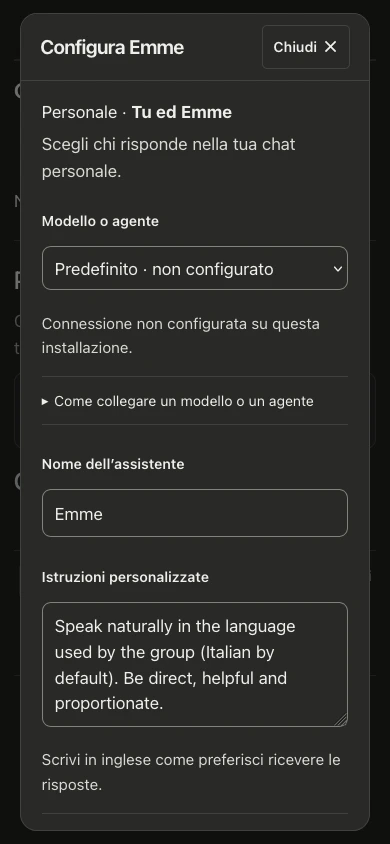 Configura Emme
Chiudi ✕
Personale · Tu ed Emme
Scegli chi risponde nella tua chat
personale.
Modello o agente
Predefinito · non configurato
Connessione non configurata su questa
installazione.
▸ Come collegare un modello o un agente
Nome dell’assistente
Emme
Istruzioni personalizzate
Speak naturally in the language
used by the group (Italian by
default). Be direct, helpful and
proportionate.
Scrivi in inglese come preferisci ricevere le
risposte.